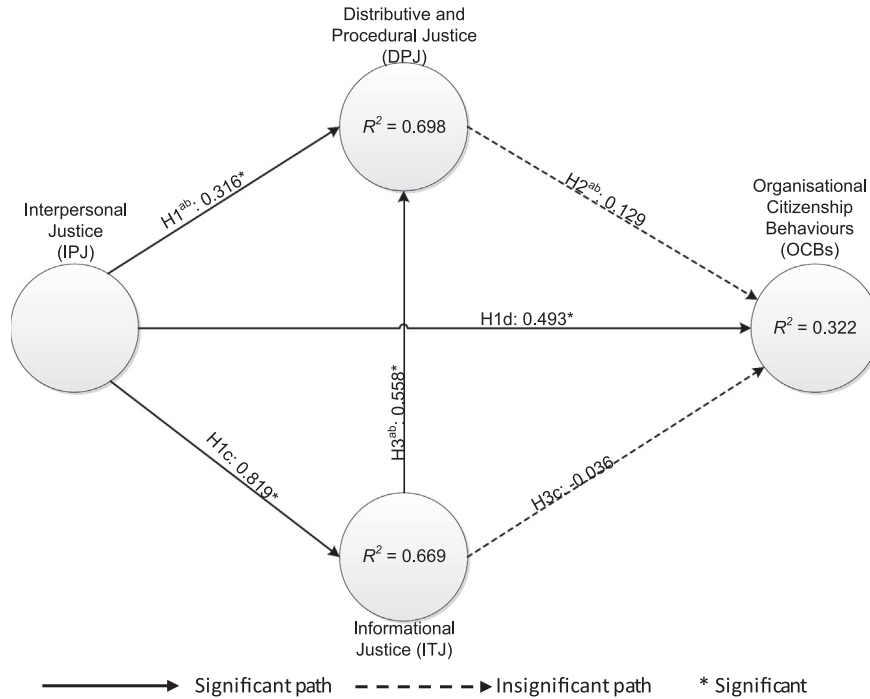 Distributive and
Procedural Justice
(DPJ)
R² = 0.698
H1ᵃᵇ: 0.316*
H2ᵃᵇ: 0.129
Interpersonal
Justice
(IPJ)
Organisational
Citizenship
Behaviours
(OCBs)
H1d: 0.493*
R² = 0.322
H3ᵃᵇ: 0.558*
H1c: 0.819*
H3c: -0.036
R² = 0.669
Informational
Justice (ITJ)
Significant path
Insignificant path
* Significant